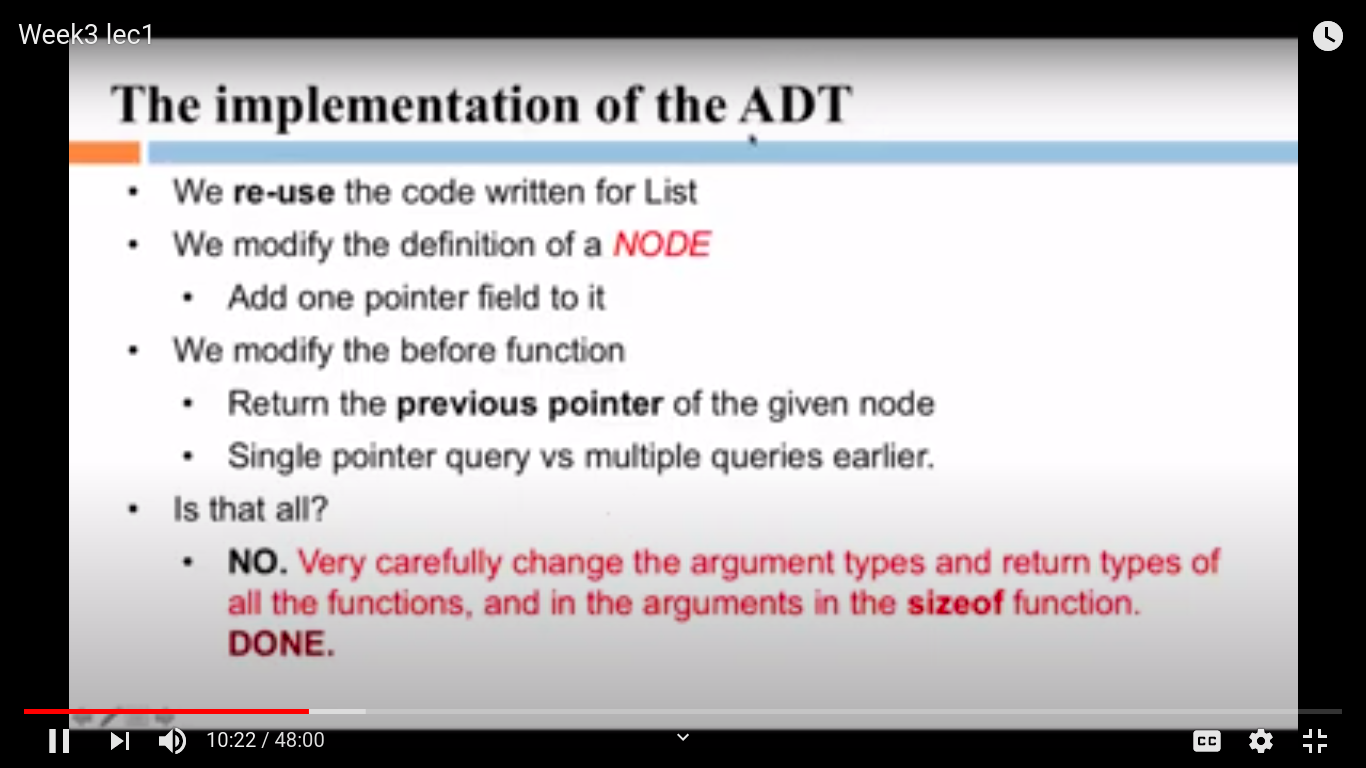 Week3 lec1
The implementation of the ADT
• We re-use the code written for List
• We modify the definition of a NODE
• Add one pointer field to it
• We modify the before function
• Return the previous pointer of the given node
• Single pointer query vs multiple queries earlier.
• Is that all?
• NO. Very carefully change the argument types and return types of
all the functions, and in the arguments in the sizeof function.
DONE.
10:22 / 48:00
CC